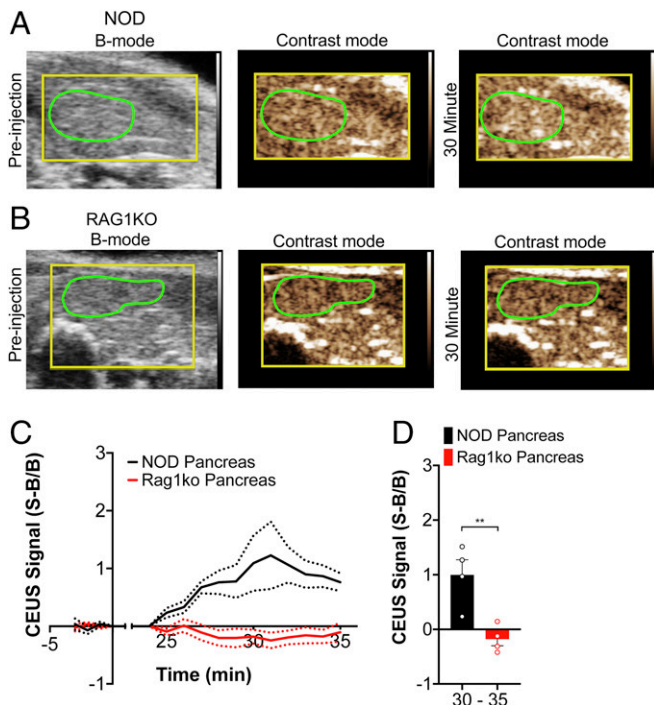 A
NOD
B-mode
Contrast mode
Contrast mode
Pre-injection
30 Minute
B
RAG1KO
B-mode
Contrast mode
Contrast mode
Pre-injection
30 Minute
C
NOD Pancreas
Rag1ko Pancreas
CEUS Signal (S-B/B)
3
2
1
-1
-5
25
30
35
Time (min)
D
NOD Pancreas
Rag1ko Pancreas
CEUS Signal (S-B/B)
3
2
1
0
-1
**
30 - 35